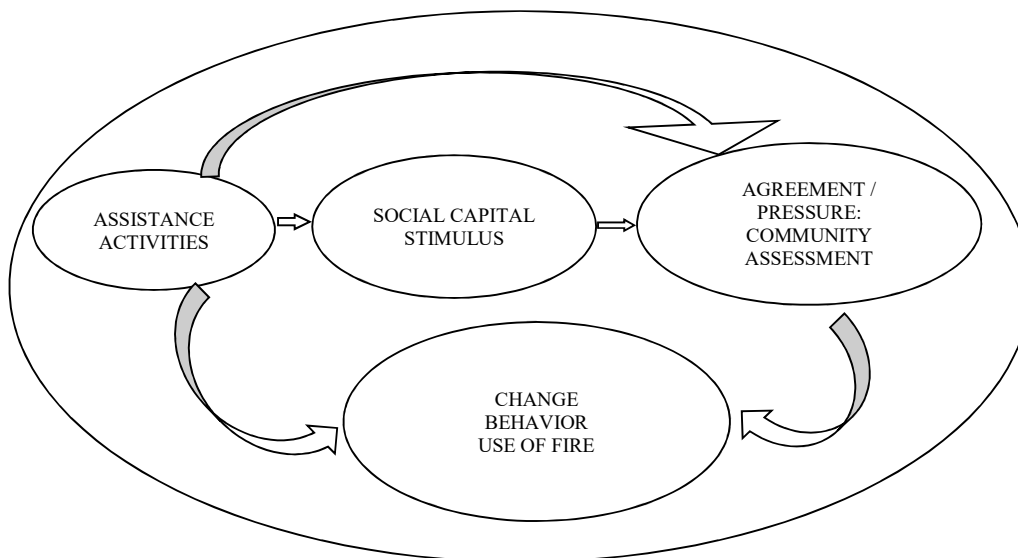 ASSISTANCE
ACTIVITIES
SOCIAL CAPITAL
STIMULUS
AGREEMENT /
PRESSURE:
COMMUNITY
ASSESSMENT
CHANGE
BEHAVIOR
USE OF FIRE